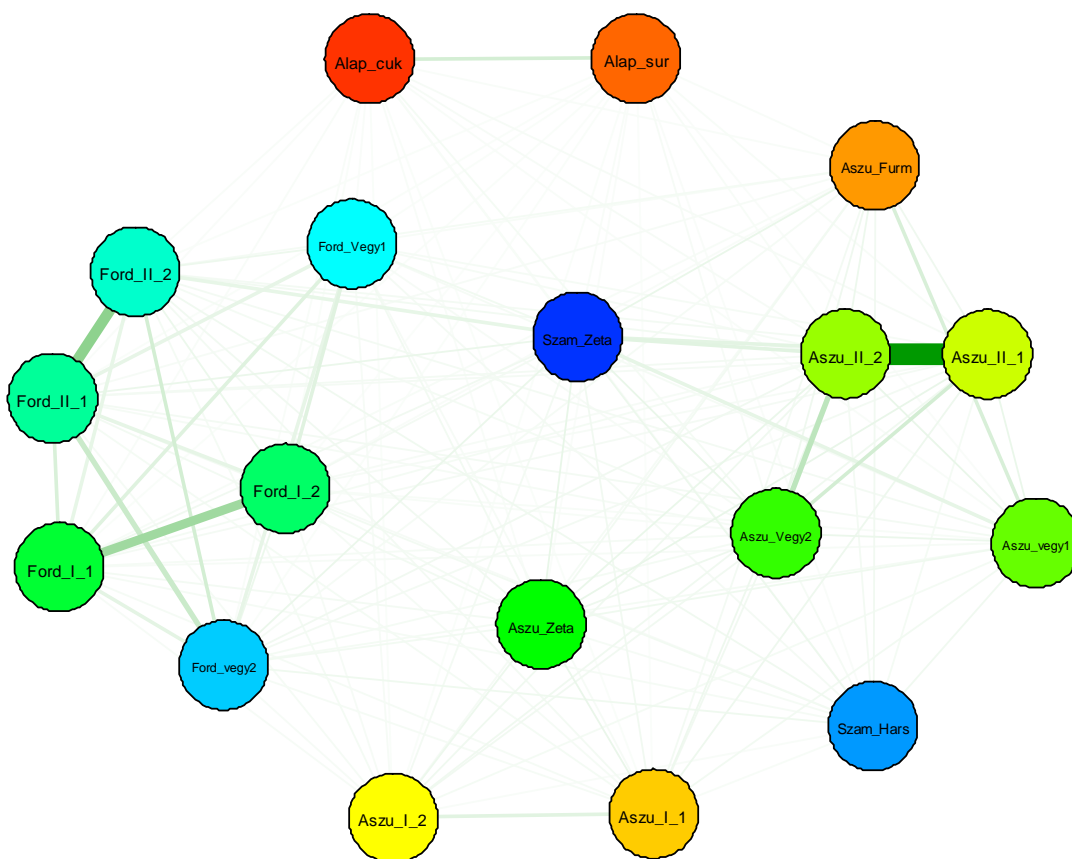 Alap_cuk
Alap_sur
Aszu_Furm
Ford_Vegy1
Ford_II_2
Szam_Zeta
Aszu_II_2
Aszu_II_1
Ford_II_1
Ford_I_2
Aszu_Vegy2
Aszu_vegy1
Ford_I_1
Aszu_Zeta
Ford_vegy2
Szam_Hars
Aszu_I_2
Aszu_I_1